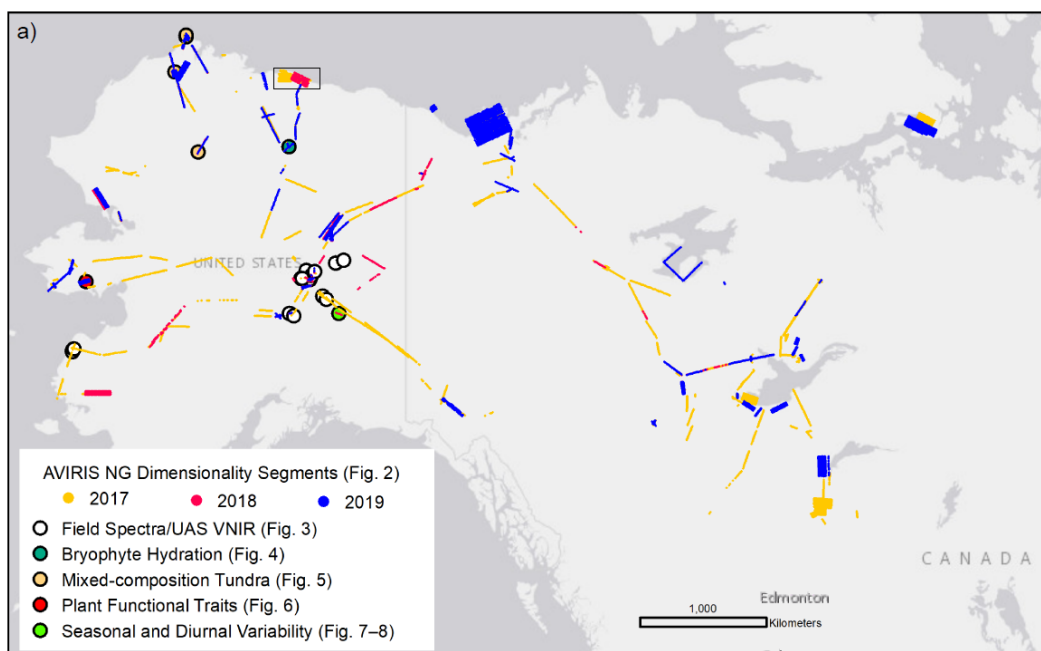 a)
UNITED STATES
AVIRIS NG Dimensionality Segments (Fig. 2)
2017 2018 2019
Field Spectra/UAS VNIR (Fig. 3)
Bryophyte Hydration (Fig. 4)
Mixed-composition Tundra (Fig. 5)
Plant Functional Traits (Fig. 6)
Seasonal and Diurnal Variability (Fig. 7–8)
CANADA
1,000
Kilometers
Edmonton